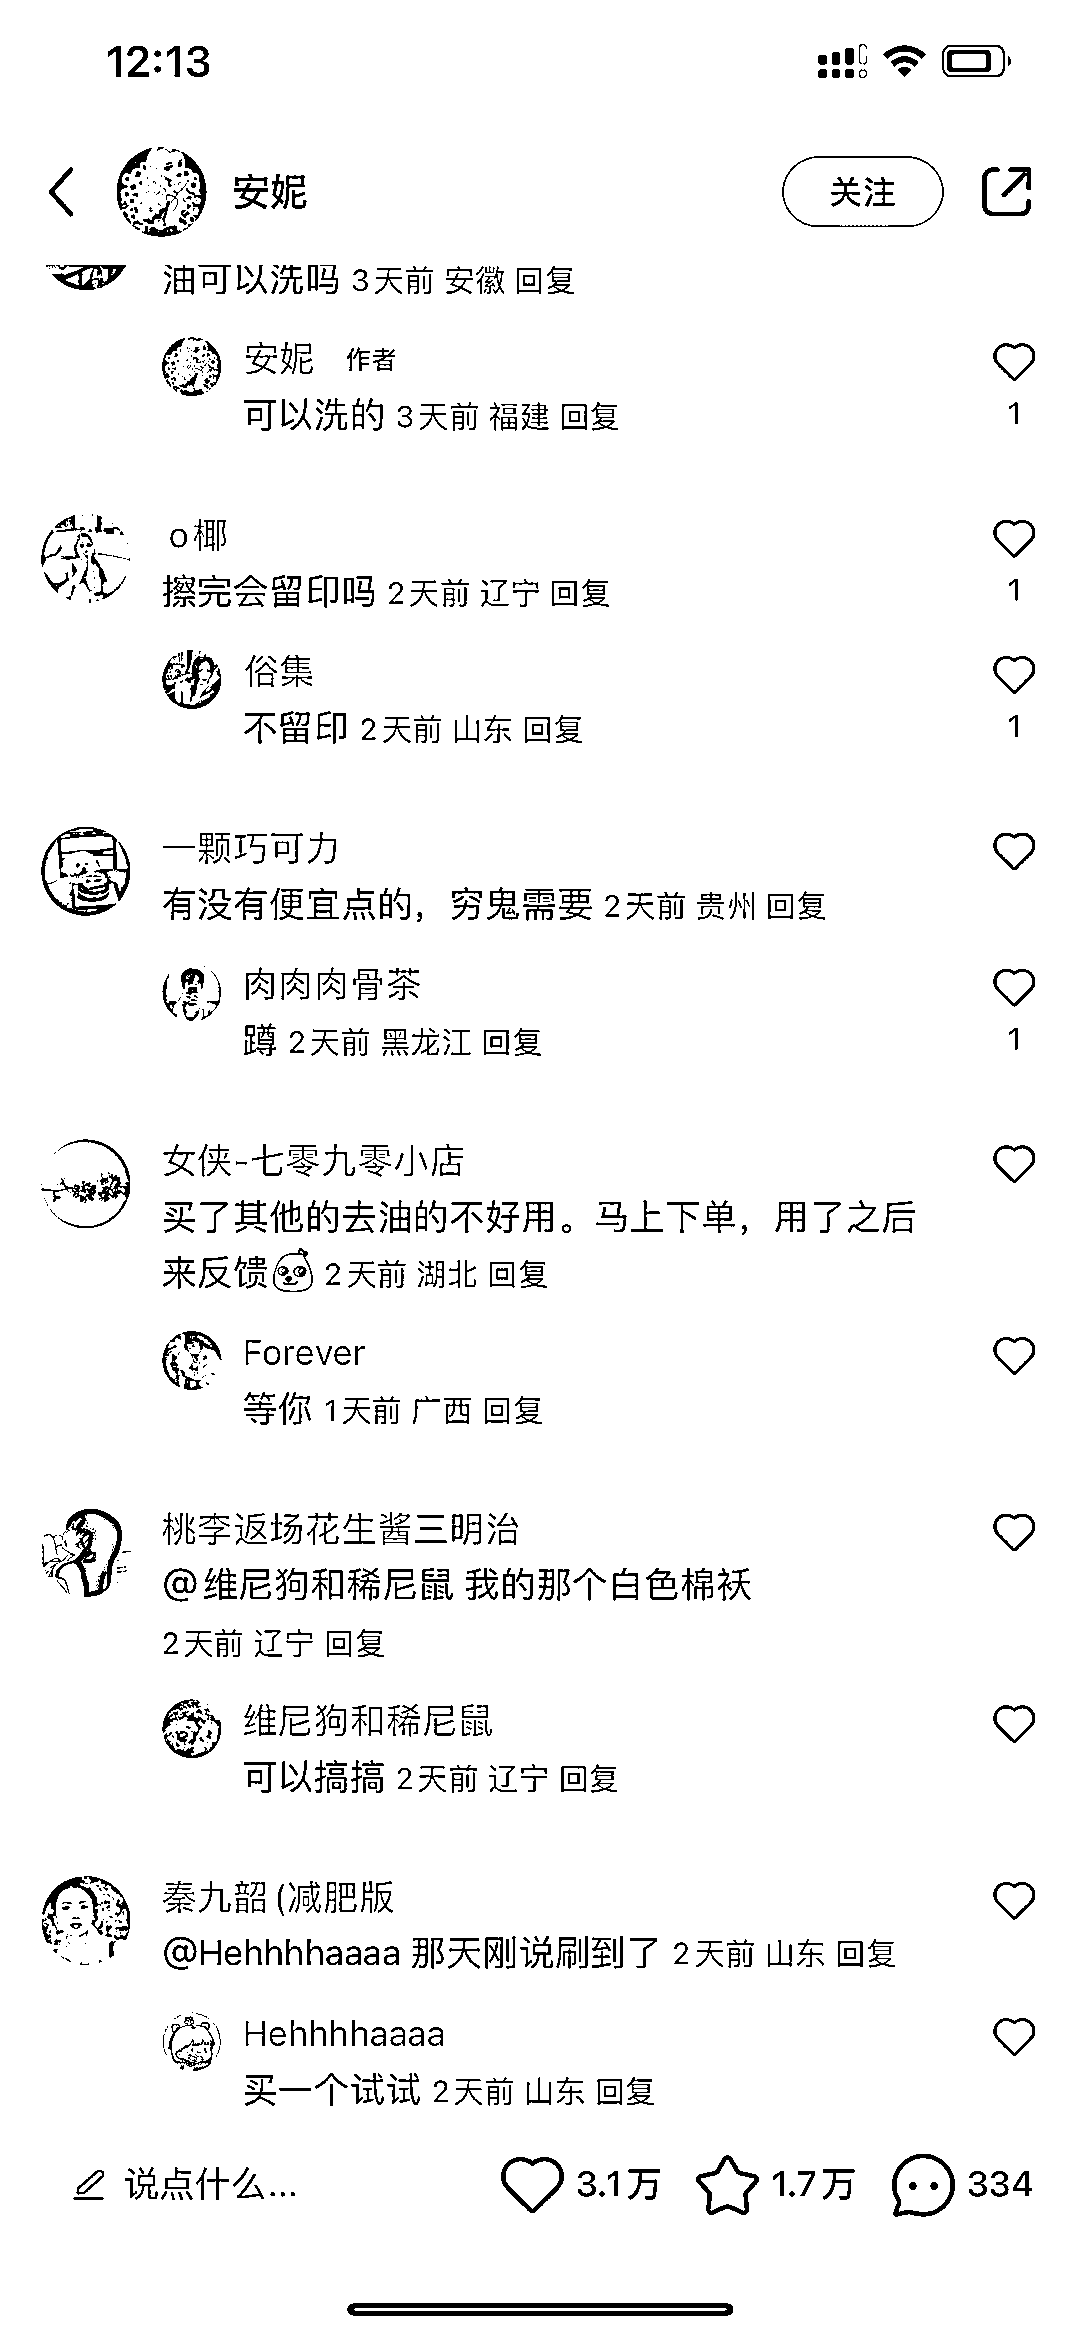 12:13
安妮
关注
油可以洗吗 3天前 安徽 回复
安妮 作者
可以洗的 3天前 福建 回复
1
o椰
擦完会留印吗 2天前 辽宁 回复
1
俗集
不留印 2天前 山东 回复
1
一颗巧可力
有没有便宜点的，穷鬼需要 2天前 贵州 回复
肉肉肉骨茶
蹲 2天前 黑龙江 回复
1
女侠-七零九零小店
买了其他的去油的不好用。马上下单，用了之后
来反馈 2天前 湖北 回复
Forever
等你 1天前 广西 回复
桃李返场花生酱三明治
@维尼狗和稀尼鼠 我的那个白色棉袄
2天前 辽宁 回复
维尼狗和稀尼鼠
可以搞搞 2天前 辽宁 回复
秦九韶 (减肥版
@Hehhhhaaaa 那天刚说刷到了 2天前 山东 回复
Hehhhhaaaa
买一个试试 2天前 山东 回复
说点什么... 3.1万 1.7万 334